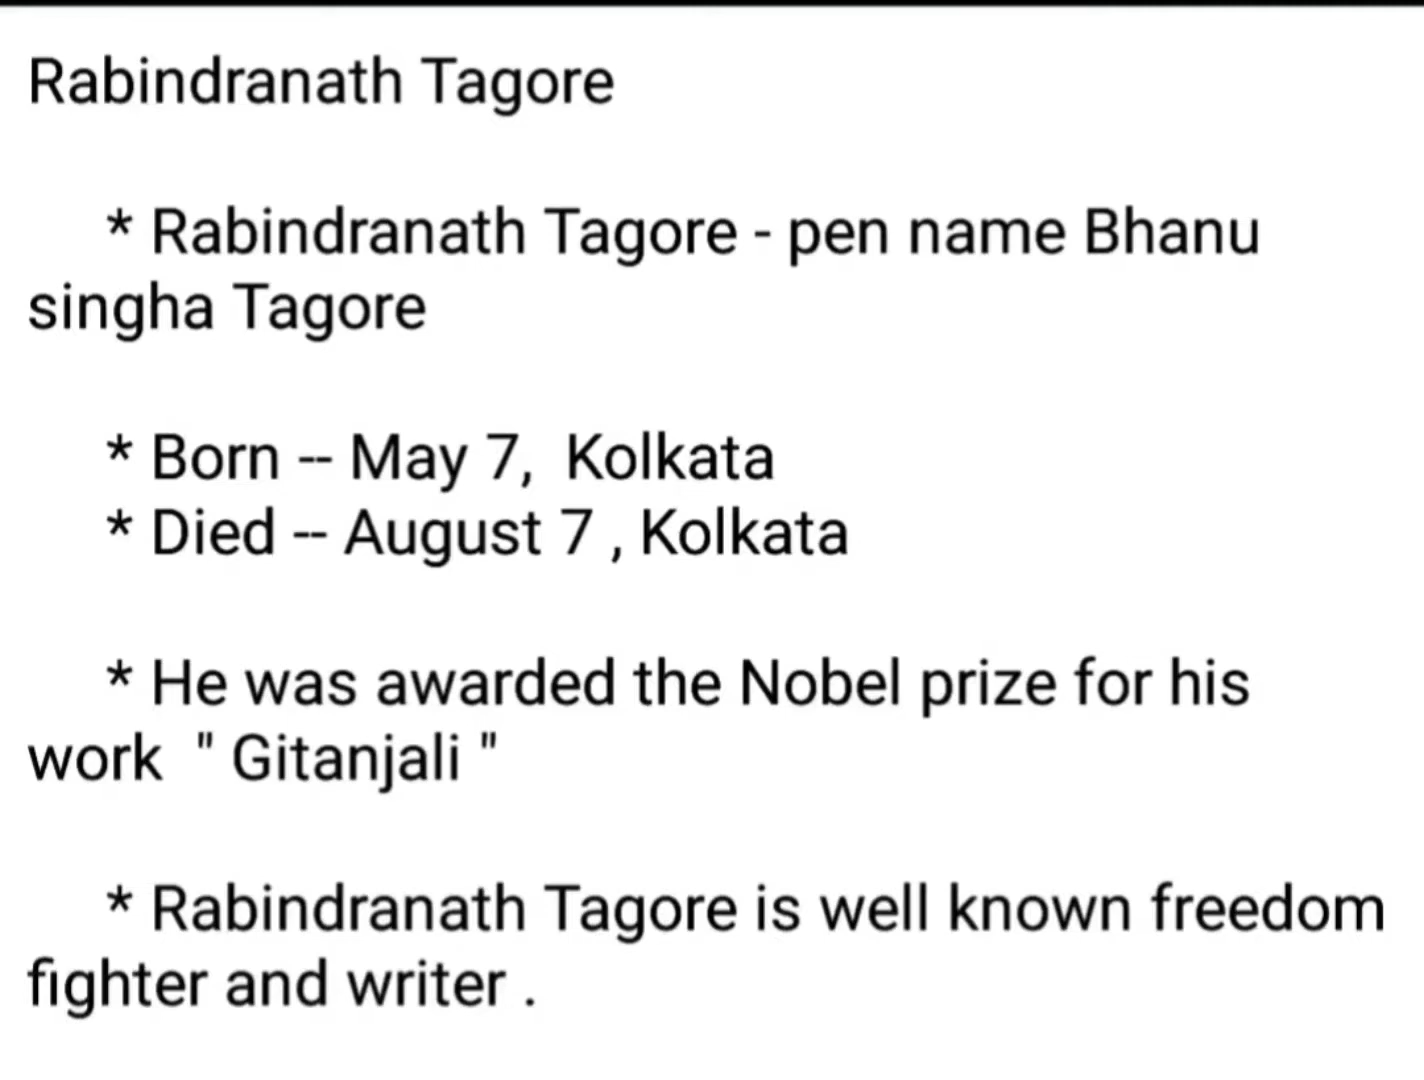 Rabindranath Tagore
* Rabindranath Tagore - pen name Bhanu
singha Tagore
* Born -- May 7,  Kolkata
* Died -- August 7 , Kolkata
* He was awarded the Nobel prize for his
work  " Gitanjali "
* Rabindranath Tagore is well known freedom
fighter and writer .